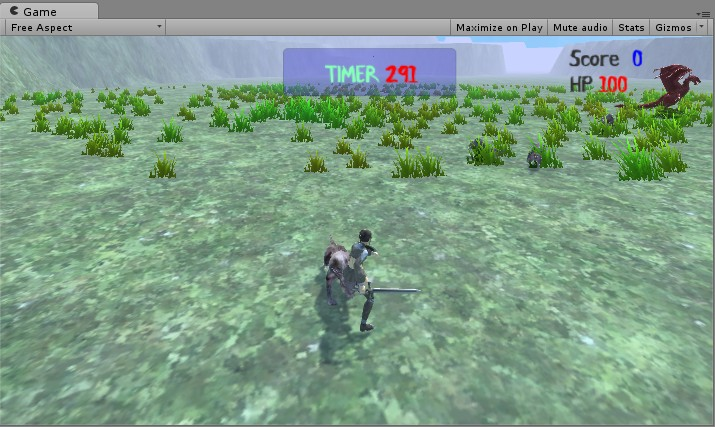 Game
Free Aspect Maximize on Play Mute audio Stats Gizmos
TIMER 291
Score 0
HP 100